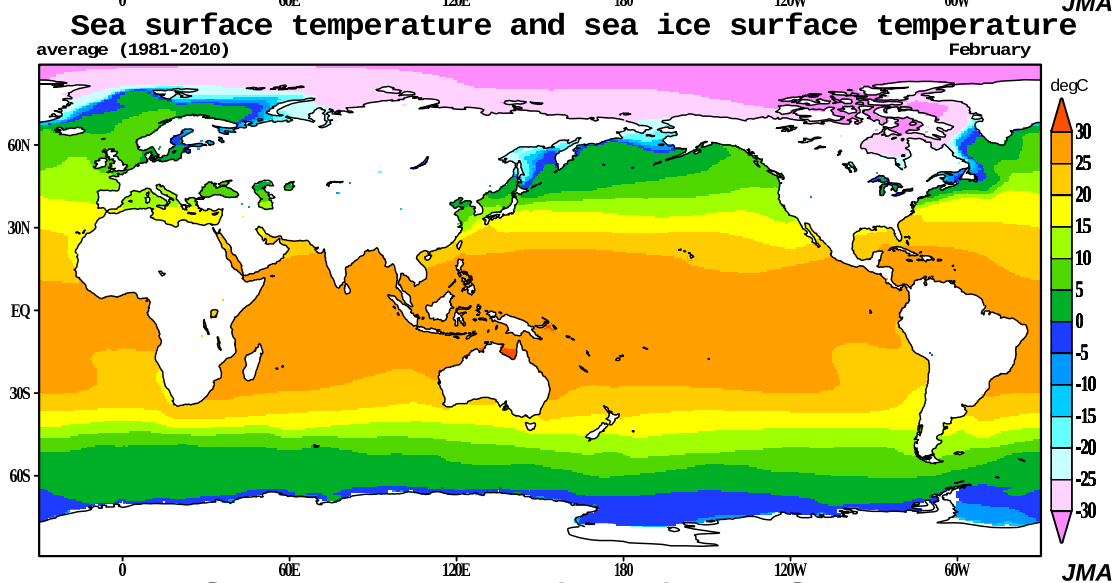 0 60E 120E 180 120W 60W JMA
Sea surface temperature and sea ice surface temperature
average (1981-2010) February
degC
30
60N
25
20
30N
15
10
5
EQ
0
-5
-10
30S
-15
-20
60S
-25
-30
0 60E 120E 180 120W 60W
JMA